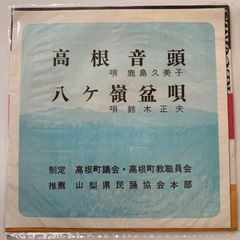 高根音頭
唄 鹿島久美子
八ケ嶺盆唄
唄 鈴木正夫
制定 高根町議会・高根町教職員会
推薦 山梨県民踊協会本部